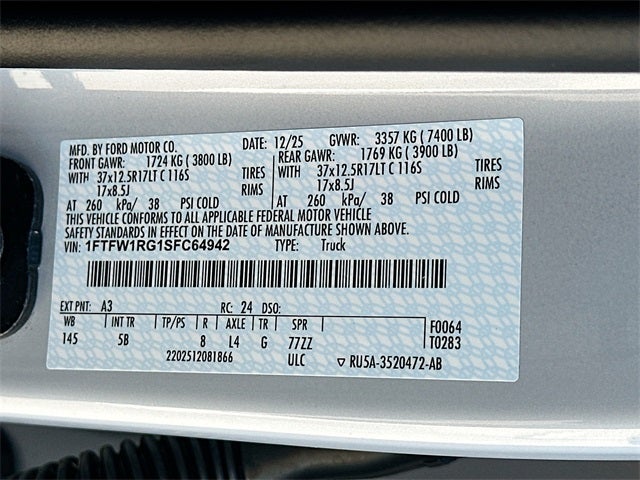 MFD. BY FORD MOTOR CO. DATE: 12/25 GVWR: 3357 KG ( 7400 LB)
FRONT GAWR: 1724 KG ( 3800 LB) REAR GAWR: 1769 KG ( 3900 LB)
WITH 37x12.5R17LT C 116S TIRES WITH 37x12.5R17LT C 116S TIRES
17x8.5J RIMS 17x8.5J RIMS
AT 260 kPa/ 38 PSI COLD AT 260 kPa/ 38 PSI COLD
THIS VEHICLE CONFORMS TO ALL APPLICABLE FEDERAL MOTOR VEHICLE
SAFETY STANDARDS IN EFFECT ON THE DATE OF MANUFACTURE SHOWN ABOVE.
VIN: 1FTFW1RG1SFC64942 TYPE: Truck
EXT PNT: A3 RC: 24 DSO:
WB INT TR TP/PS R AXLE TR SPR F0064
145 5B 8 L4 G 77ZZ T0283
2202512081866 ULC ▽ RU5A-3520472-AB